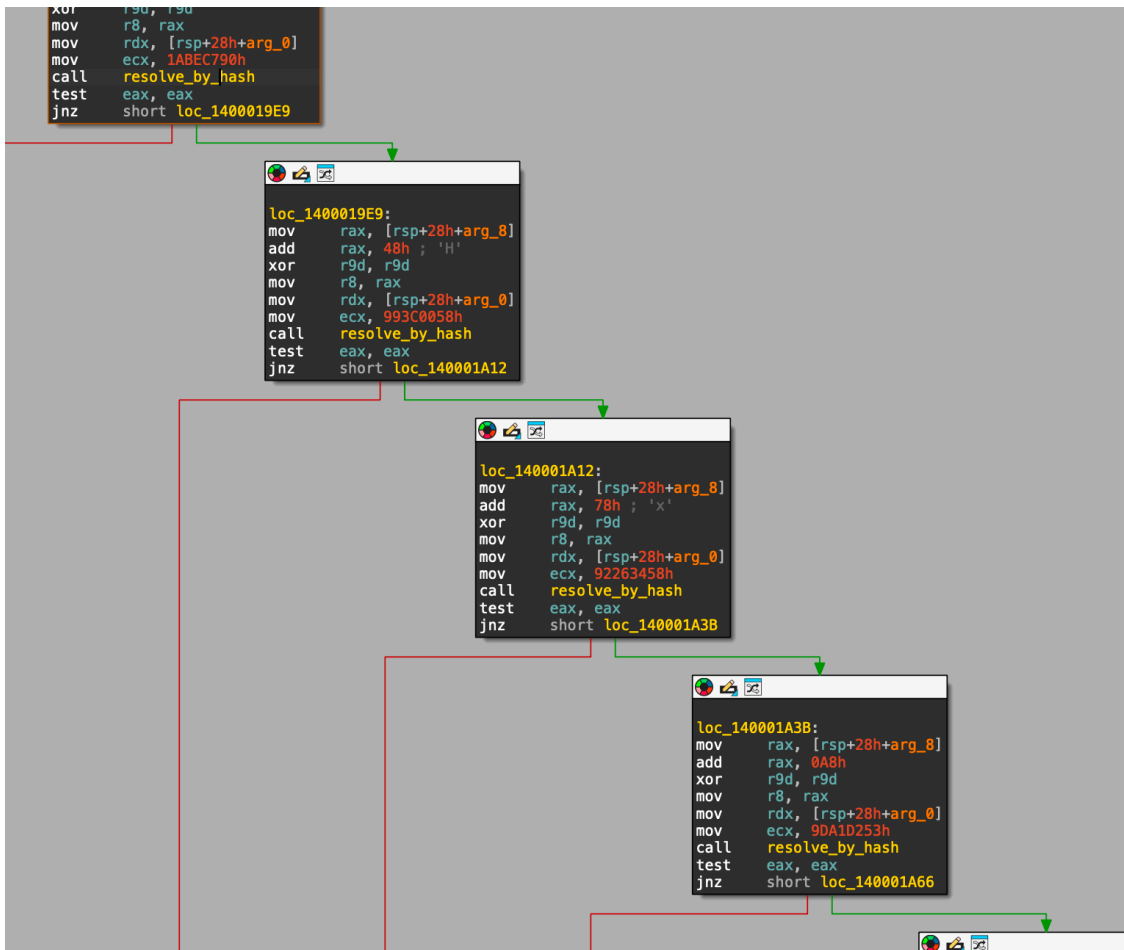 xor r9d, r9d
mov r8, rax
mov rdx, [rsp+28h+arg_0]
mov ecx, 1ABEC790h
call resolve_by_hash
test eax, eax
jnz short loc_1400019E9
loc_1400019E9:
mov rax, [rsp+28h+arg_8]
add rax, 48h ; 'H'
xor r9d, r9d
mov r8, rax
mov rdx, [rsp+28h+arg_0]
mov ecx, 993C0058h
call resolve_by_hash
test eax, eax
jnz short loc_140001A12
loc_140001A12:
mov rax, [rsp+28h+arg_8]
add rax, 78h ; 'x'
xor r9d, r9d
mov r8, rax
mov rdx, [rsp+28h+arg_0]
mov ecx, 92263458h
call resolve_by_hash
test eax, eax
jnz short loc_140001A3B
loc_140001A3B:
mov rax, [rsp+28h+arg_8]
add rax, 0A8h
xor r9d, r9d
mov r8, rax
mov rdx, [rsp+28h+arg_0]
mov ecx, 9DA1D253h
call resolve_by_hash
test eax, eax
jnz short loc_140001A66